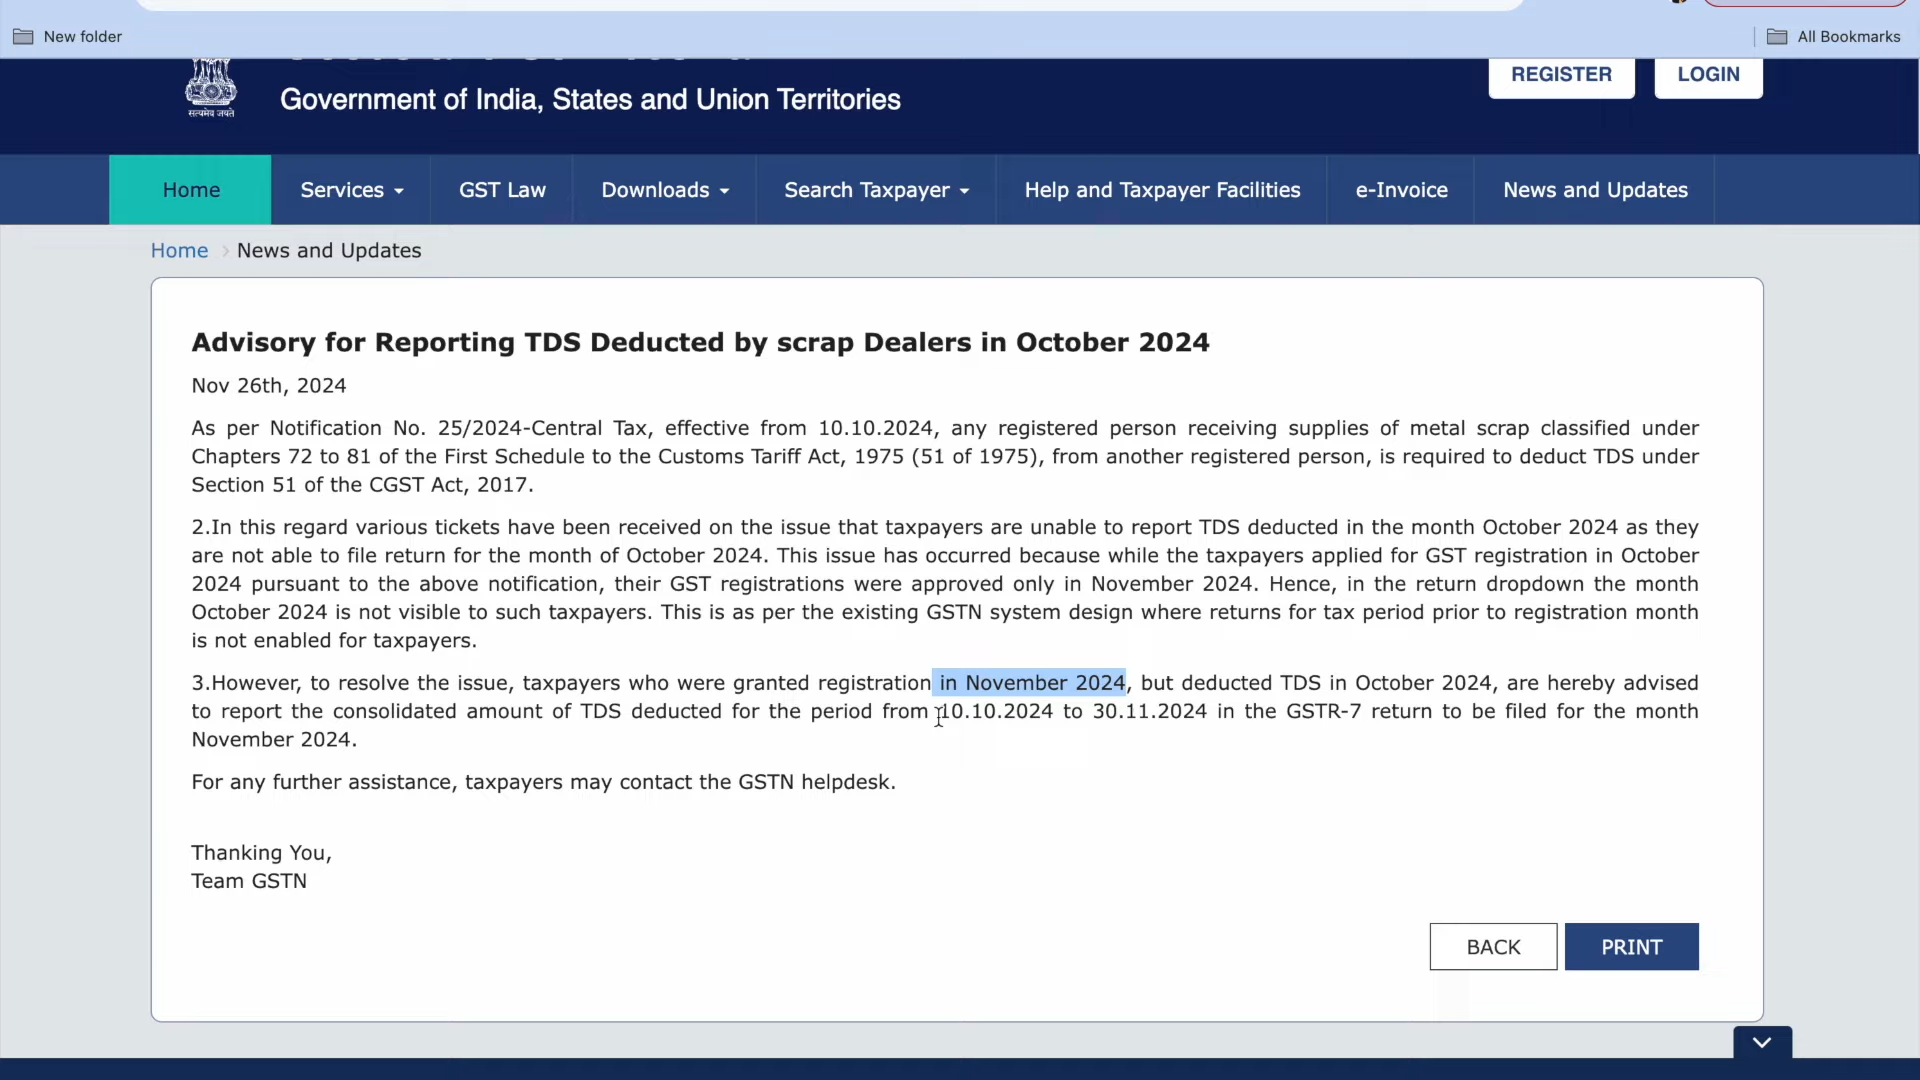 New folder
All Bookmarks
Government of India, States and Union Territories
सत्यमेव जयते
REGISTER
LOGIN
Home
Services
GST Law
Downloads
Search Taxpayer
Help and Taxpayer Facilities
e-Invoice
News and Updates
Home > News and Updates
Advisory for Reporting TDS Deducted by scrap Dealers in October 2024
Nov 26th, 2024
As per Notification No. 25/2024-Central Tax, effective from 10.10.2024, any registered person receiving supplies of metal scrap classified under
Chapters 72 to 81 of the First Schedule to the Customs Tariff Act, 1975 (51 of 1975), from another registered person, is required to deduct TDS under
Section 51 of the CGST Act, 2017.
2.In this regard various tickets have been received on the issue that taxpayers are unable to report TDS deducted in the month October 2024 as they
are not able to file return for the month of October 2024. This issue has occurred because while the taxpayers applied for GST registration in October
2024 pursuant to the above notification, their GST registrations were approved only in November 2024. Hence, in the return dropdown the month
October 2024 is not visible to such taxpayers. This is as per the existing GSTN system design where returns for tax period prior to registration month
is not enabled for taxpayers.
3.However, to resolve the issue, taxpayers who were granted registration in November 2024, but deducted TDS in October 2024, are hereby advised
to report the consolidated amount of TDS deducted for the period from 10.10.2024 to 30.11.2024 in the GSTR-7 return to be filed for the month
November 2024.
For any further assistance, taxpayers may contact the GSTN helpdesk.
Thanking You,
Team GSTN
BACK
PRINT